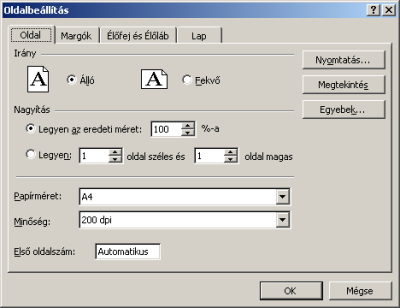 Oldalbeállítás
Oldal Margók Élőfej és Élőláb Lap
Irány
A Álló A Fekvő
Nyomtatás...
Megtekintés
Egyebek...
Nagyítás
Legyen az eredeti méret: 100 %-a
Legyen: 1 oldal széles és 1 oldal magas
Papírméret: A4
Minőség: 200 dpi
Első oldalszám: Automatikus
OK Mégse